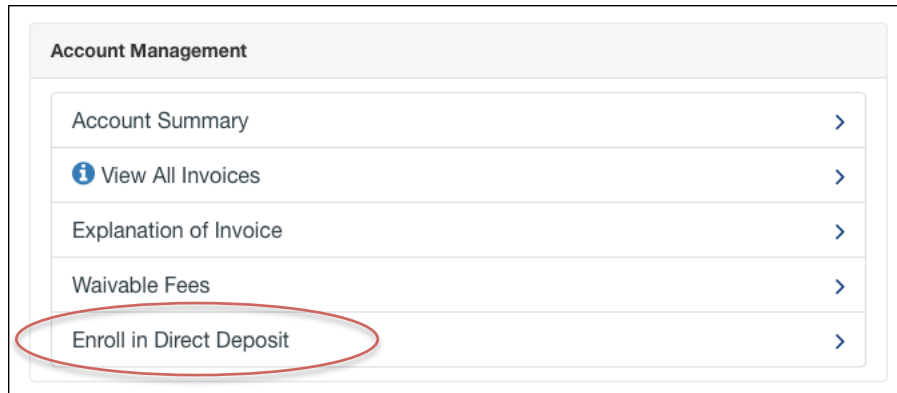 Account Management
Account Summary
View All Invoices
Explanation of Invoice
Waivable Fees
Enroll in Direct Deposit